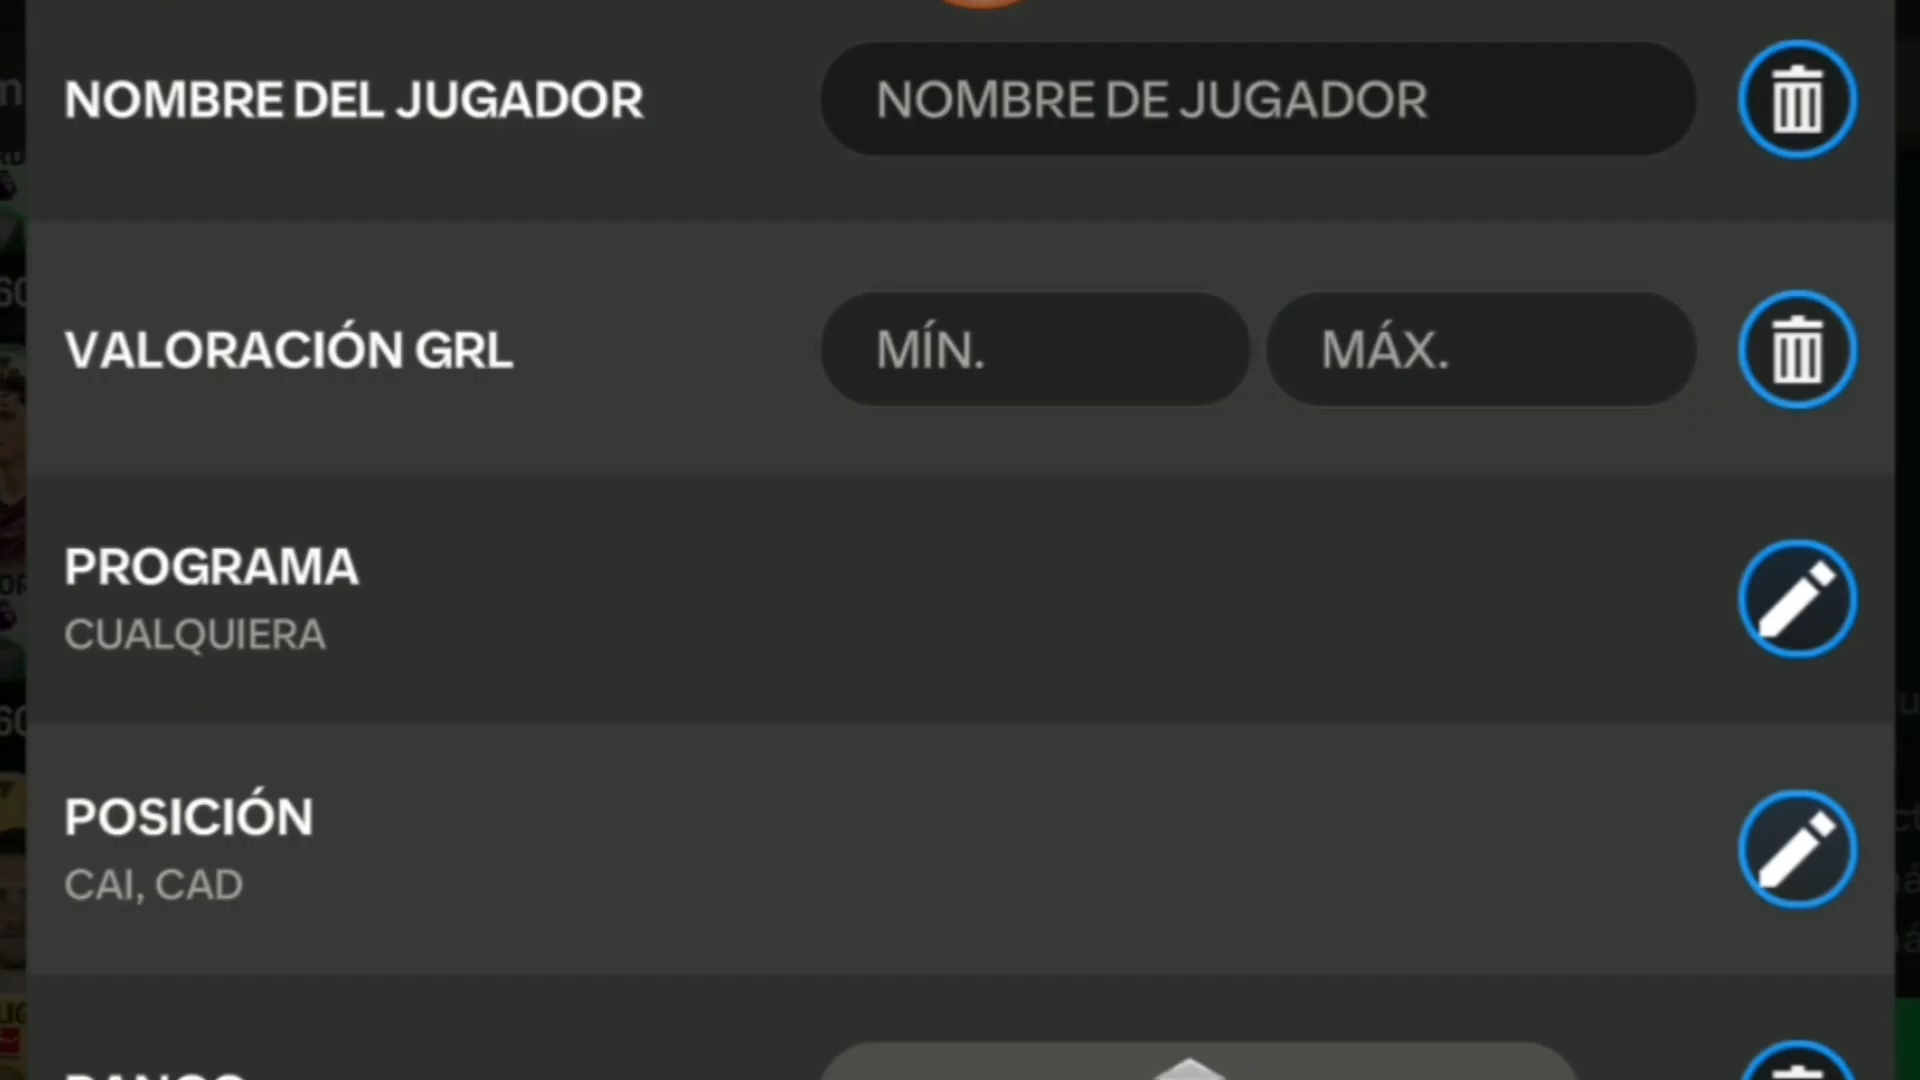 NOMBRE DEL JUGADOR NOMBRE DE JUGADOR
VALORACIÓN GRL MÍN. MÁX.
PROGRAMA
CUALQUIERA
POSICIÓN
CAI, CAD